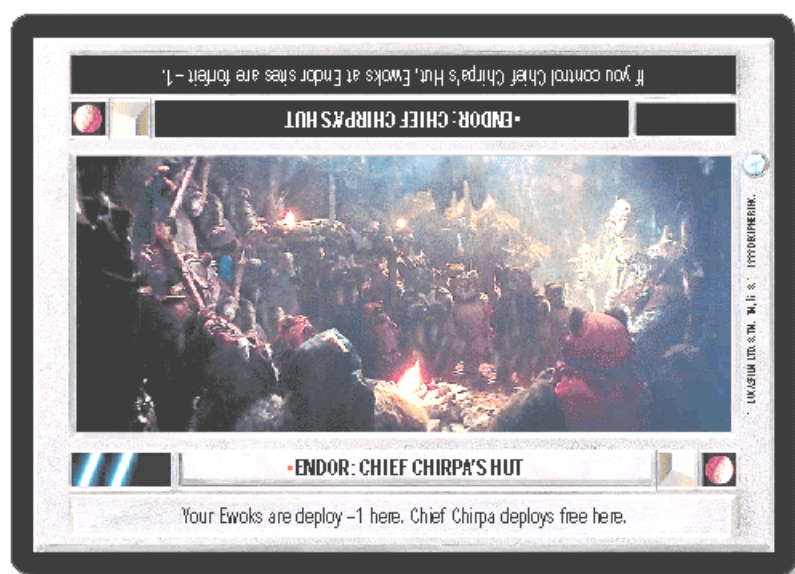 If you control Chief Chirpa's Hut, Ewoks at Endor sites are forfeit –1.
•ENDOR: CHIEF CHIRPA'S HUT
•ENDOR: CHIEF CHIRPA'S HUT
Your Ewoks are deploy –1 here. Chief Chirpa deploys free here.